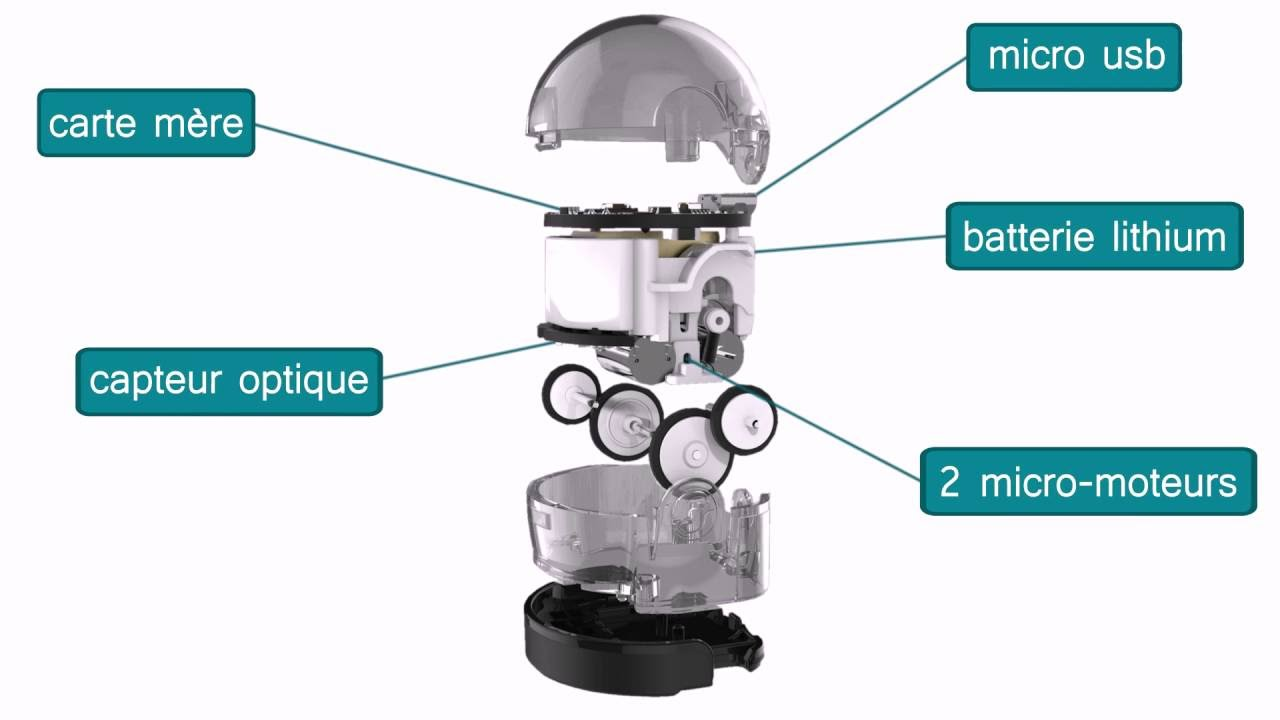 micro usb
carte mère
batterie lithium
capteur optique
2 micro-moteurs